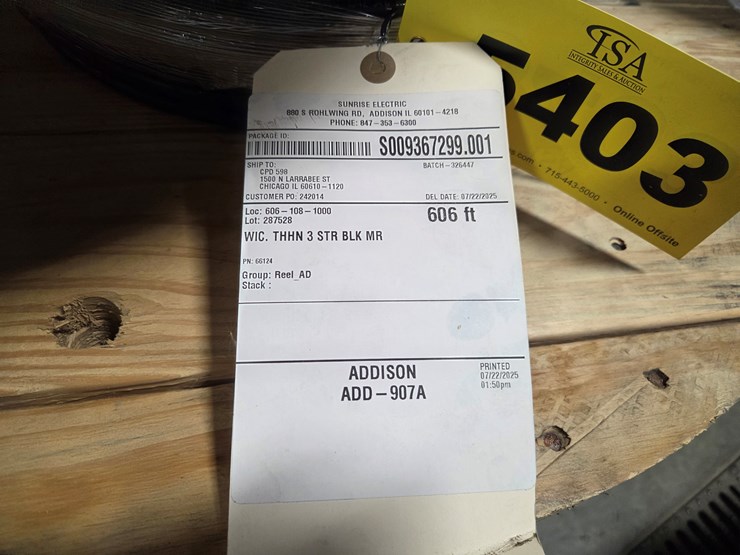 SUNRISE ELECTRIC
880 S ROHLWING RD, ADDISON IL 60101-4218
PHONE: 847-353-6300
PACKAGE ID:
S009367299.001
SHIP TO:
CPD 598
1500 N LARRABEE ST
CHICAGO IL 60610-1120
BATCH-326447
CUSTOMER PO: 242014
DEL DATE: 07/22/2025
Loc: 606-108-1000
Lot: 287528
606 ft
WIC. THHN 3 STR BLK MR
PN: 66124
Group: Reel_AD
Stack :
ADDISON
ADD-907A
PRINTED
07/22/2025
01:50pm
ISA
INTEGRITY SALES & AUCTION
5403
.com • 715-443-5000 • Online Offsite